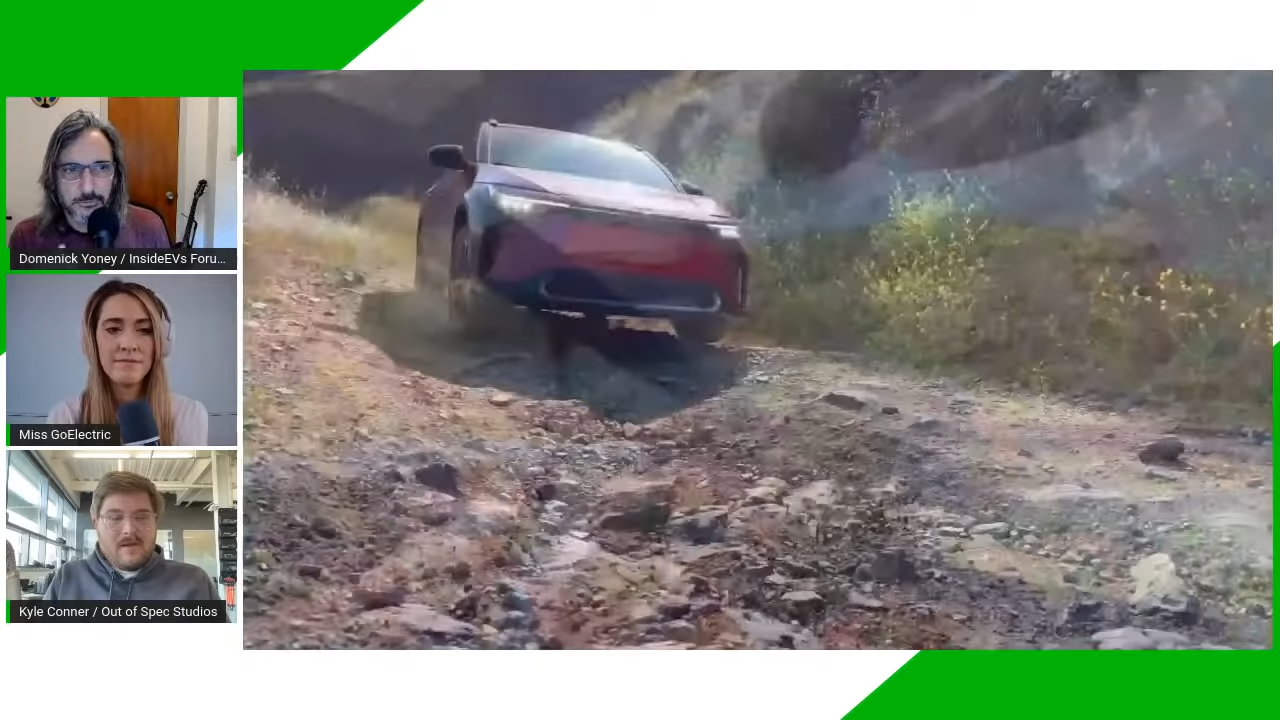 Domenick Yoney / InsideEVs Foru...
Miss GoElectric
Kyle Conner / Out of Spec Studios